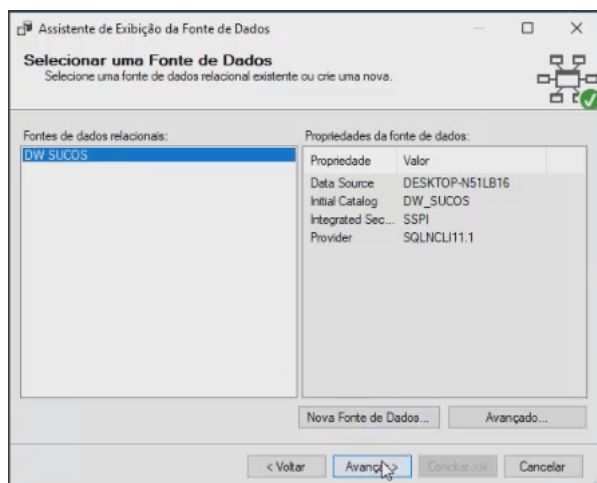 Assistente de Exibição da Fonte de Dados
Selecionar uma Fonte de Dados
Selecione uma fonte de dados relacional existente ou crie uma nova.
Fontes de dados relacionais:
DW SUCOS
Propriedades da fonte de dados:
Propriedade Valor
Data Source DESKTOP-N51LB16
Initial Catalog DW_SUCOS
Integrated Sec... SSPI
Provider SQLNCLI11.1
Nova Fonte de Dados... Avançado...
< Voltar Cancelar